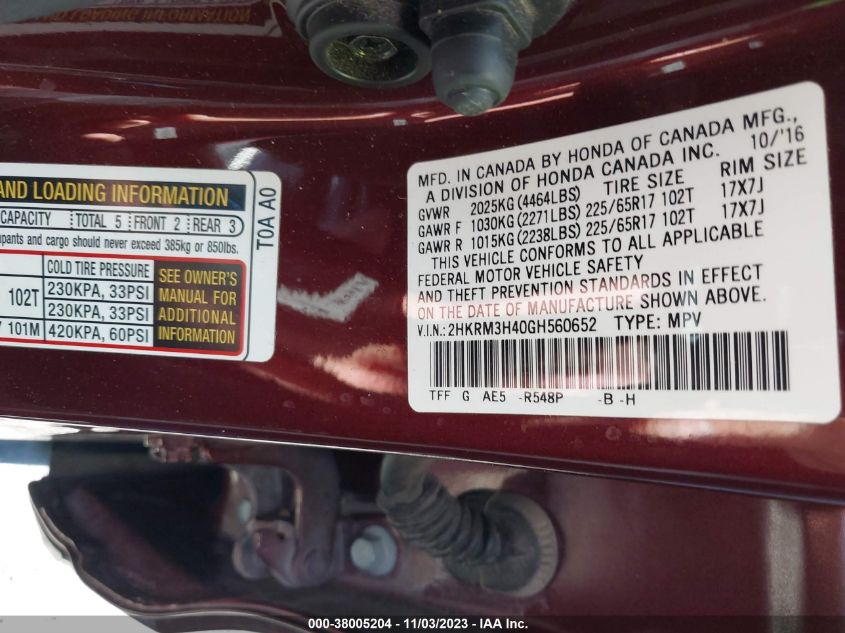 AND LOADING INFORMATION
CAPACITY TOTAL 5 FRONT 2 REAR 3
upants and cargo should never exceed 385kg or 850lbs.
COLD TIRE PRESSURE
102T 230KPA, 33PSI
230KPA, 33PSI
101M 420KPA, 60PSI
SEE OWNER'S
MANUAL FOR
ADDITIONAL
INFORMATION
T0A A0
MFD. IN CANADA BY HONDA OF CANADA MFG.,
A DIVISION OF HONDA CANADA INC. 10/'16
GVWR 2025KG(4464LBS) TIRE SIZE RIM SIZE
GAWR F 1030KG(2271LBS) 225/65R17 102T 17X7J
GAWR R 1015KG(2238LBS) 225/65R17 102T 17X7J
THIS VEHICLE CONFORMS TO ALL APPLICABLE
FEDERAL MOTOR VEHICLE SAFETY
AND THEFT PREVENTION STANDARDS IN EFFECT
ON THE DATE OF MANUFACTURE SHOWN ABOVE.
V.I.N.: 2HKRM3H40GH560652 TYPE: MPV
TFF G AE5 -R548P -B -H
000-38005204 - 11/03/2023 - IAA Inc.